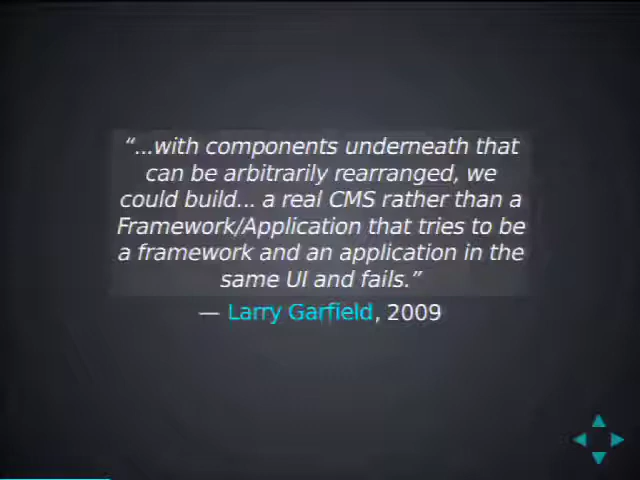 “...with components underneath that
can be arbitrarily rearranged, we
could build... a real CMS rather than a
Framework/Application that tries to be
a framework and an application in the
same UI and fails.”
— Larry Garfield, 2009